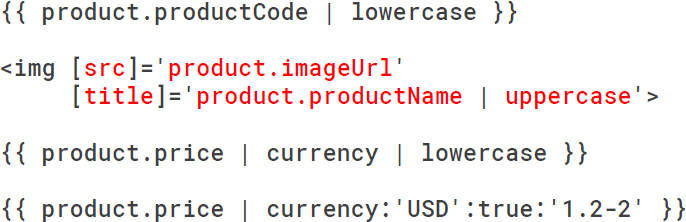 {{ product.productCode | lowercase }}
<img [src]='product.imageUrl'
[title]='product.productName | uppercase'>
{{ product.price | currency | lowercase }}
{{ product.price | currency:'USD':true:'1.2-2' }}